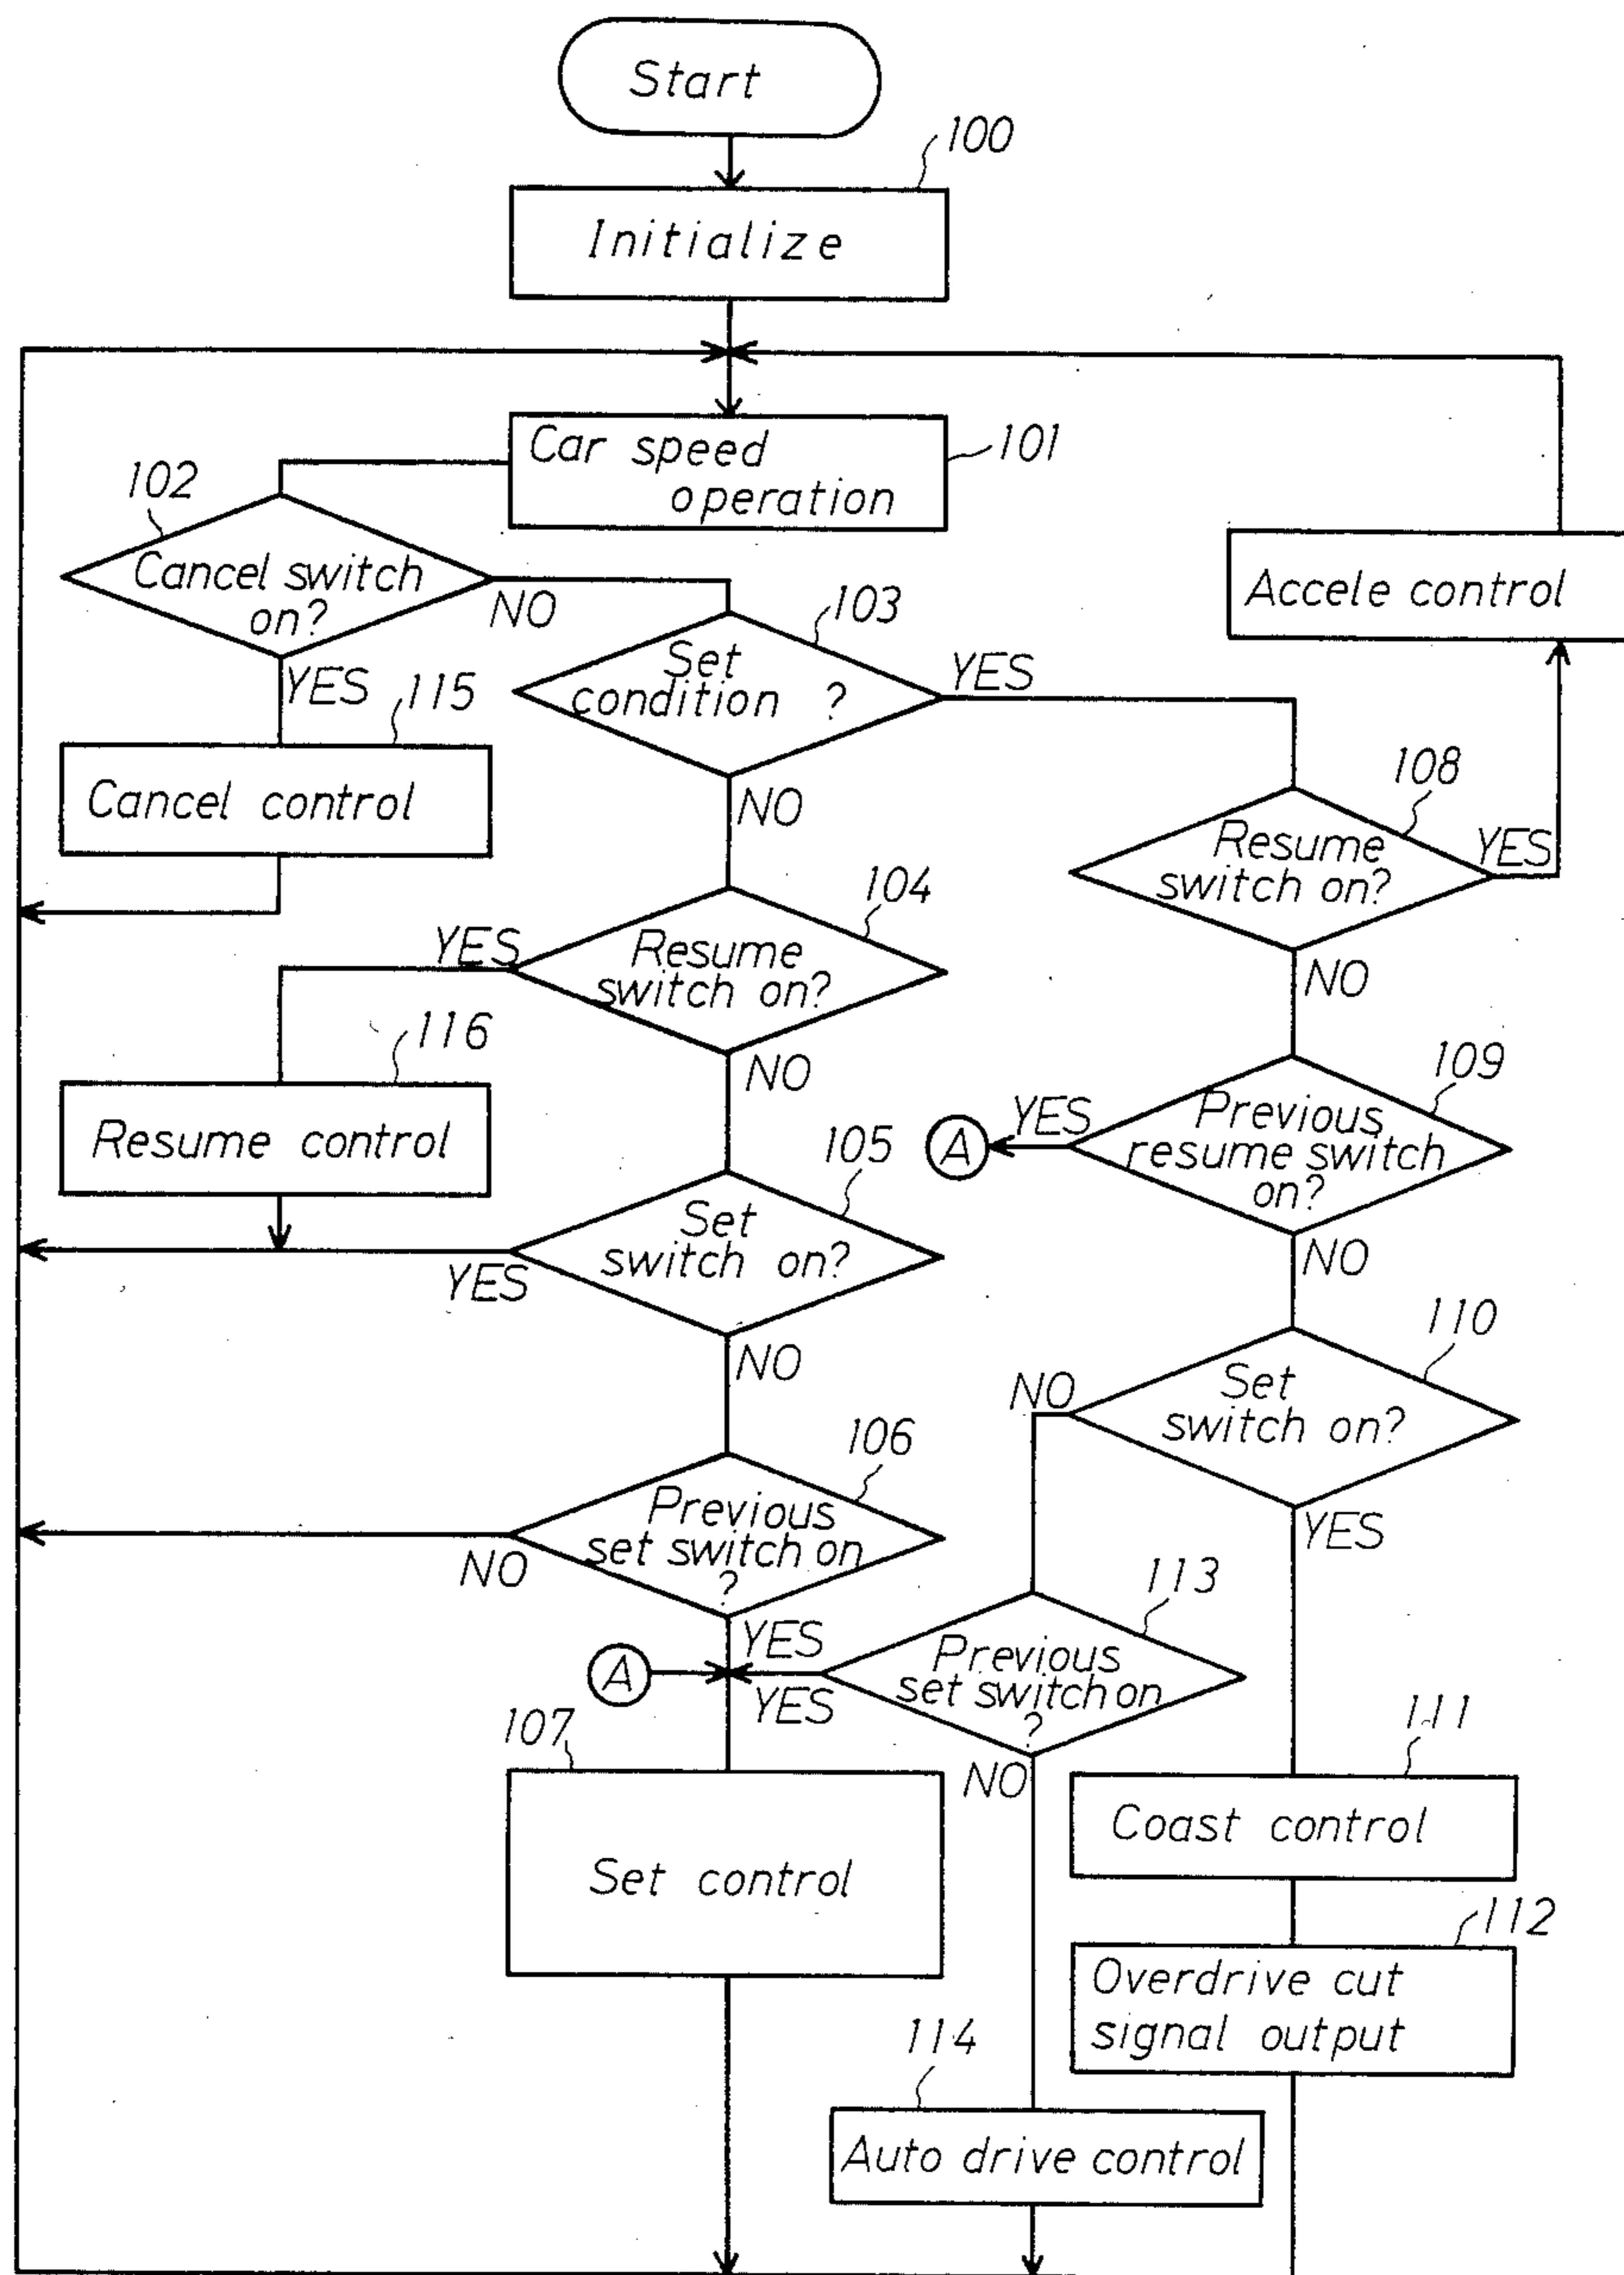 Start
100
Initialize
Car speed
operation
101
102
Cancel switch
on?
NO
YES
103
Set
condition ?
YES
NO
Accele control
115
Cancel control
108
Resume
switch on?
YES
NO
104
YES
Resume
switch on?
NO
116
Resume control
109
Previous
resume switch
on?
YES
A
NO
105
Set
switch on?
YES
NO
110
Set
switch on?
NO
YES
106
Previous
set switch on
?
NO
YES
113
Previous
set switch on
?
YES
NO
A
107
Set control
111
Coast control
112
Overdrive cut
signal output
114
Auto drive control